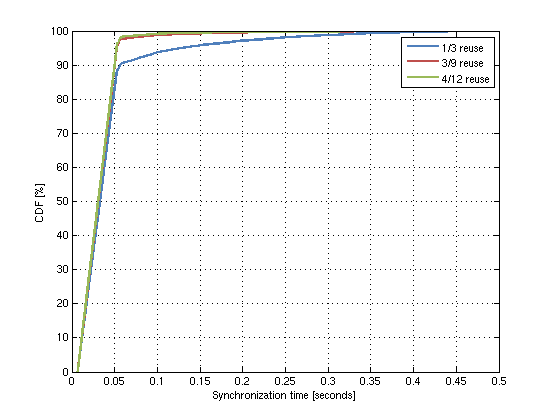 100
90
80
70
60
50
40
30
20
10
0
CDF [%]
1/3 reuse
3/9 reuse
4/12 reuse
0 0.05 0.1 0.15 0.2 0.25 0.3 0.35 0.4 0.45 0.5
Synchronization time [seconds]